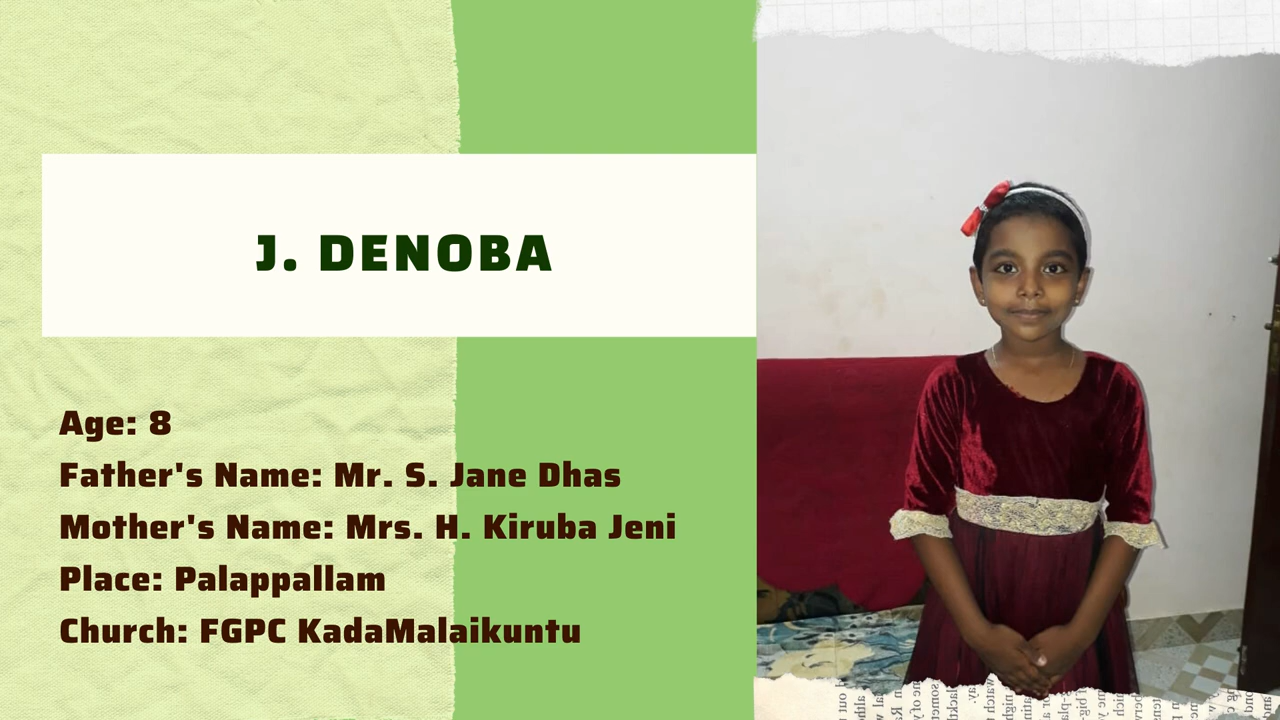 J. DENOBA
Age: 8
Father's Name: Mr. S. Jane Dhas
Mother's Name: Mrs. H. Kiruba Jeni
Place: Palappallam
Church: FGPC KadaMalaikuntu